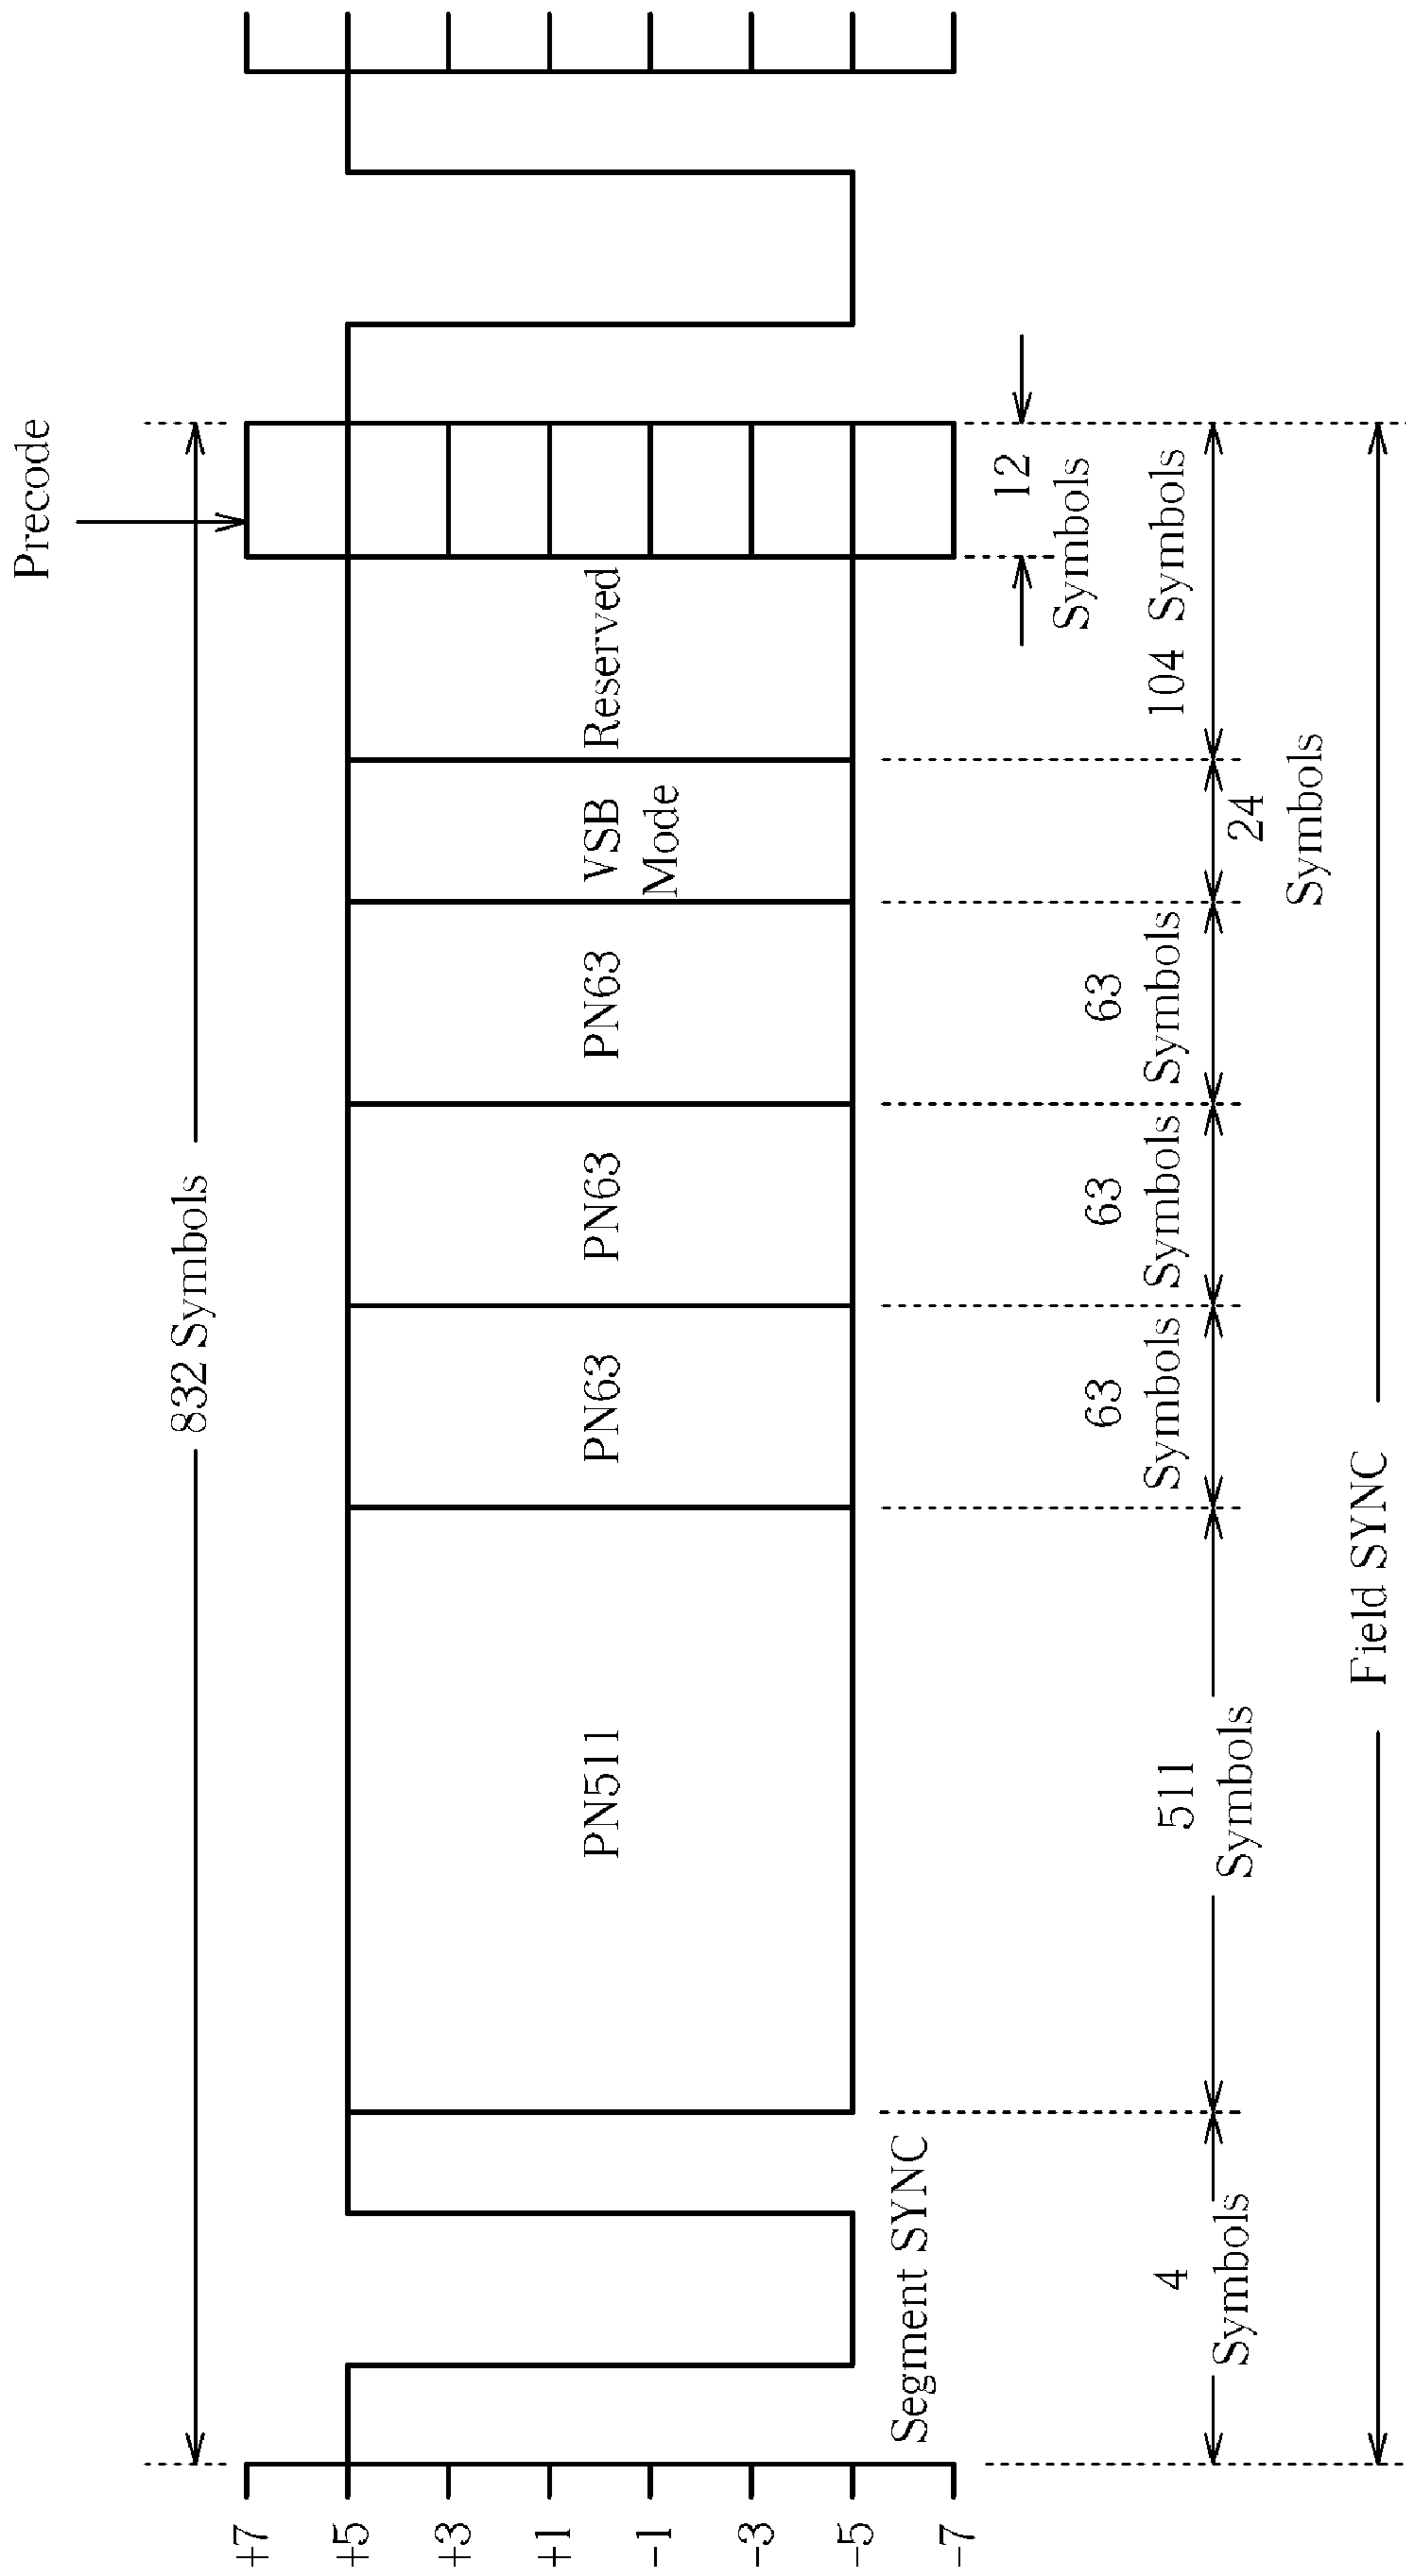 Precode
832 Symbols
+7
+5
+3
+1
−1
−3
−5
−7
PN511
PN63
PN63
PN63
VSB
Mode
Reserved
Segment SYNC
12
Symbols
4
Symbols
511
Symbols
63
Symbols
63
Symbols
63
Symbols
24
Symbols
104 Symbols
Field SYNC